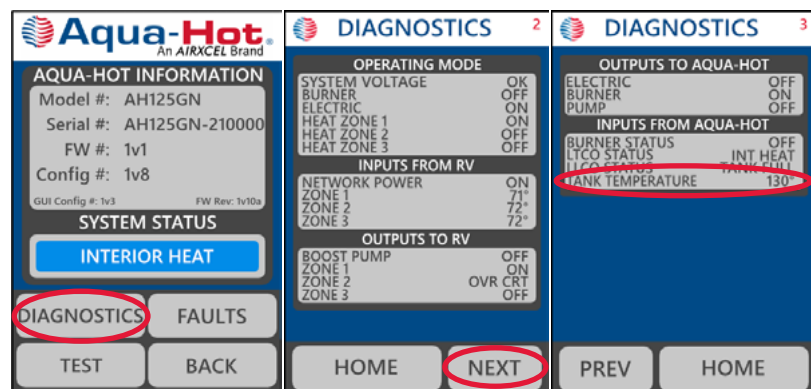 Aqua-Hot.
An AIRXCEL Brand
AQUA-HOT INFORMATION
Model #: AH125GN
Serial #: AH125GN-210000
FW #: 1v1
Config #: 1v8
GUI Config #: 1v3 FW Rev: 1v10a
SYSTEM STATUS
INTERIOR HEAT
DIAGNOSTICS FAULTS
TEST BACK
DIAGNOSTICS 2
OPERATING MODE
SYSTEM VOLTAGE OK
BURNER OFF
ELECTRIC ON
HEAT ZONE 1 ON
HEAT ZONE 2 OFF
HEAT ZONE 3 OFF
INPUTS FROM RV
NETWORK POWER ON
ZONE 1 71°
ZONE 2 72°
ZONE 3 72°
OUTPUTS TO RV
BOOST PUMP OFF
ZONE 1 ON
ZONE 2 OVR CRT
ZONE 3 OFF
HOME NEXT
DIAGNOSTICS 3
OUTPUTS TO AQUA-HOT
ELECTRIC OFF
BURNER ON
PUMP OFF
INPUTS FROM AQUA-HOT
BURNER STATUS OFF
LTCO STATUS INT HEAT
LLCO STATUS TANK FULL
TANK TEMPERATURE 130°
PREV HOME